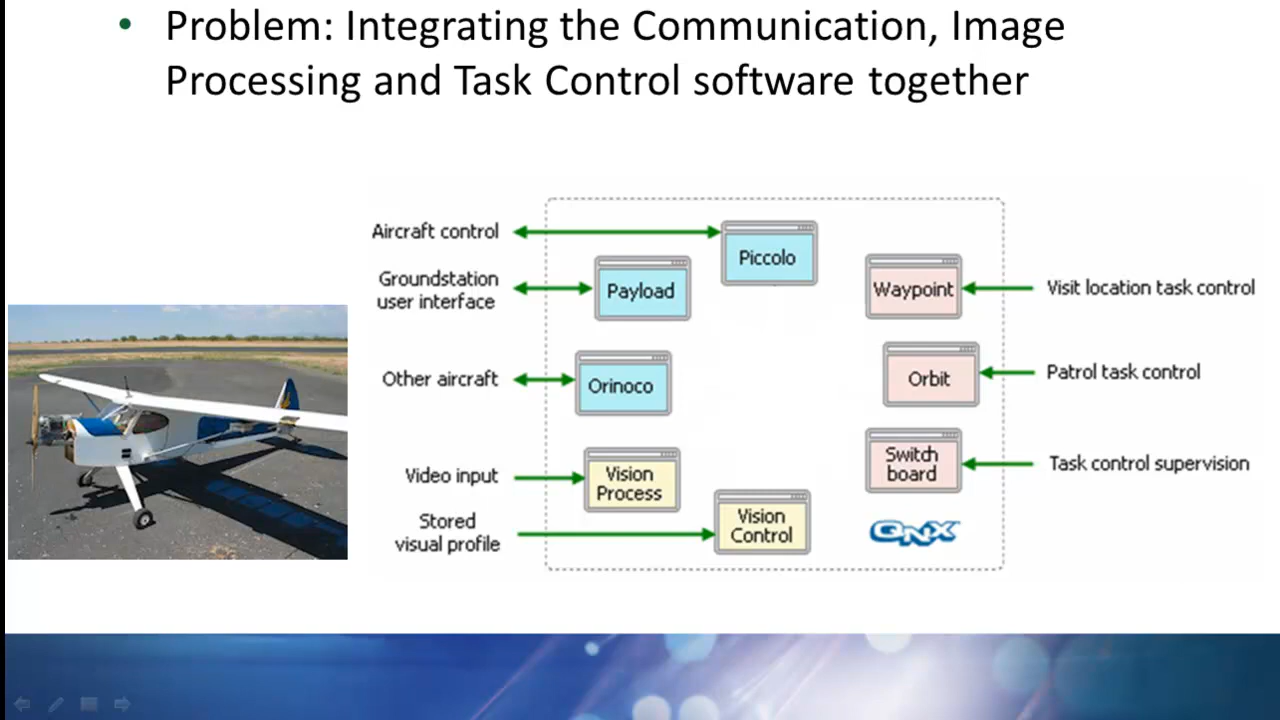 • Problem: Integrating the Communication, Image
Processing and Task Control software together
Aircraft control
Piccolo
Groundstation
user interface
Payload
Waypoint
Visit location task control
Other aircraft
Orinoco
Orbit
Patrol task control
Video input
Vision
Process
Switch
board
Task control supervision
Stored
visual profile
Vision
Control
QNX